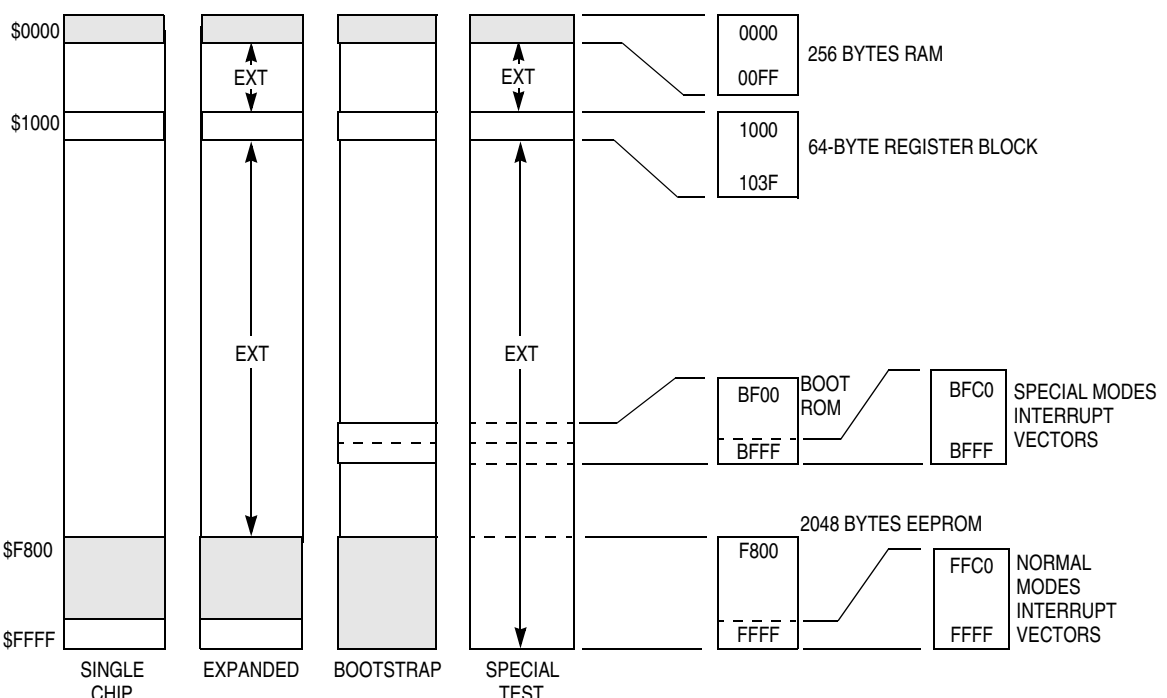 $0000
EXT
EXT
0000
00FF
256 BYTES RAM
$1000
1000
103F
64-BYTE REGISTER BLOCK
EXT
EXT
BF00
BFFF
BOOT
ROM
BFC0
BFFF
SPECIAL MODES
INTERRUPT
VECTORS
2048 BYTES EEPROM
$F800
F800
FFFF
FFC0
FFFF
NORMAL
MODES
INTERRUPT
VECTORS
$FFFF
SINGLE
CHIP
EXPANDED
BOOTSTRAP
SPECIAL
TEST